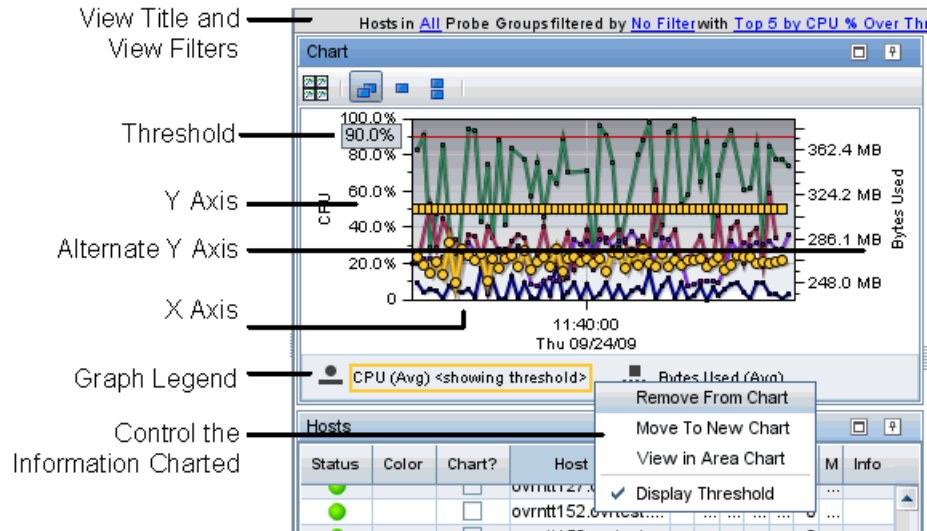 View Title and
View Filters
Hosts in All Probe Groups filtered by No Filter with Top 5 by CPU % Over
Chart
Threshold
100.0%
90.0%
80.0%
60.0%
40.0%
20.0%
0
CPU
Y Axis
Alternate Y Axis
X Axis
362.4 MB
324.2 MB
286.1 MB
248.0 MB
Bytes Used
11:40:00
Thu 09/24/09
Graph Legend
CPU (Avg) <showing threshold>
Bytes Used (Avg)
Remove From Chart
Move To New Chart
View in Area Chart
Display Threshold
Control the
Information Charted
Hosts
Status Color Chart? Host M Info
ovrntt152.ovrtest....